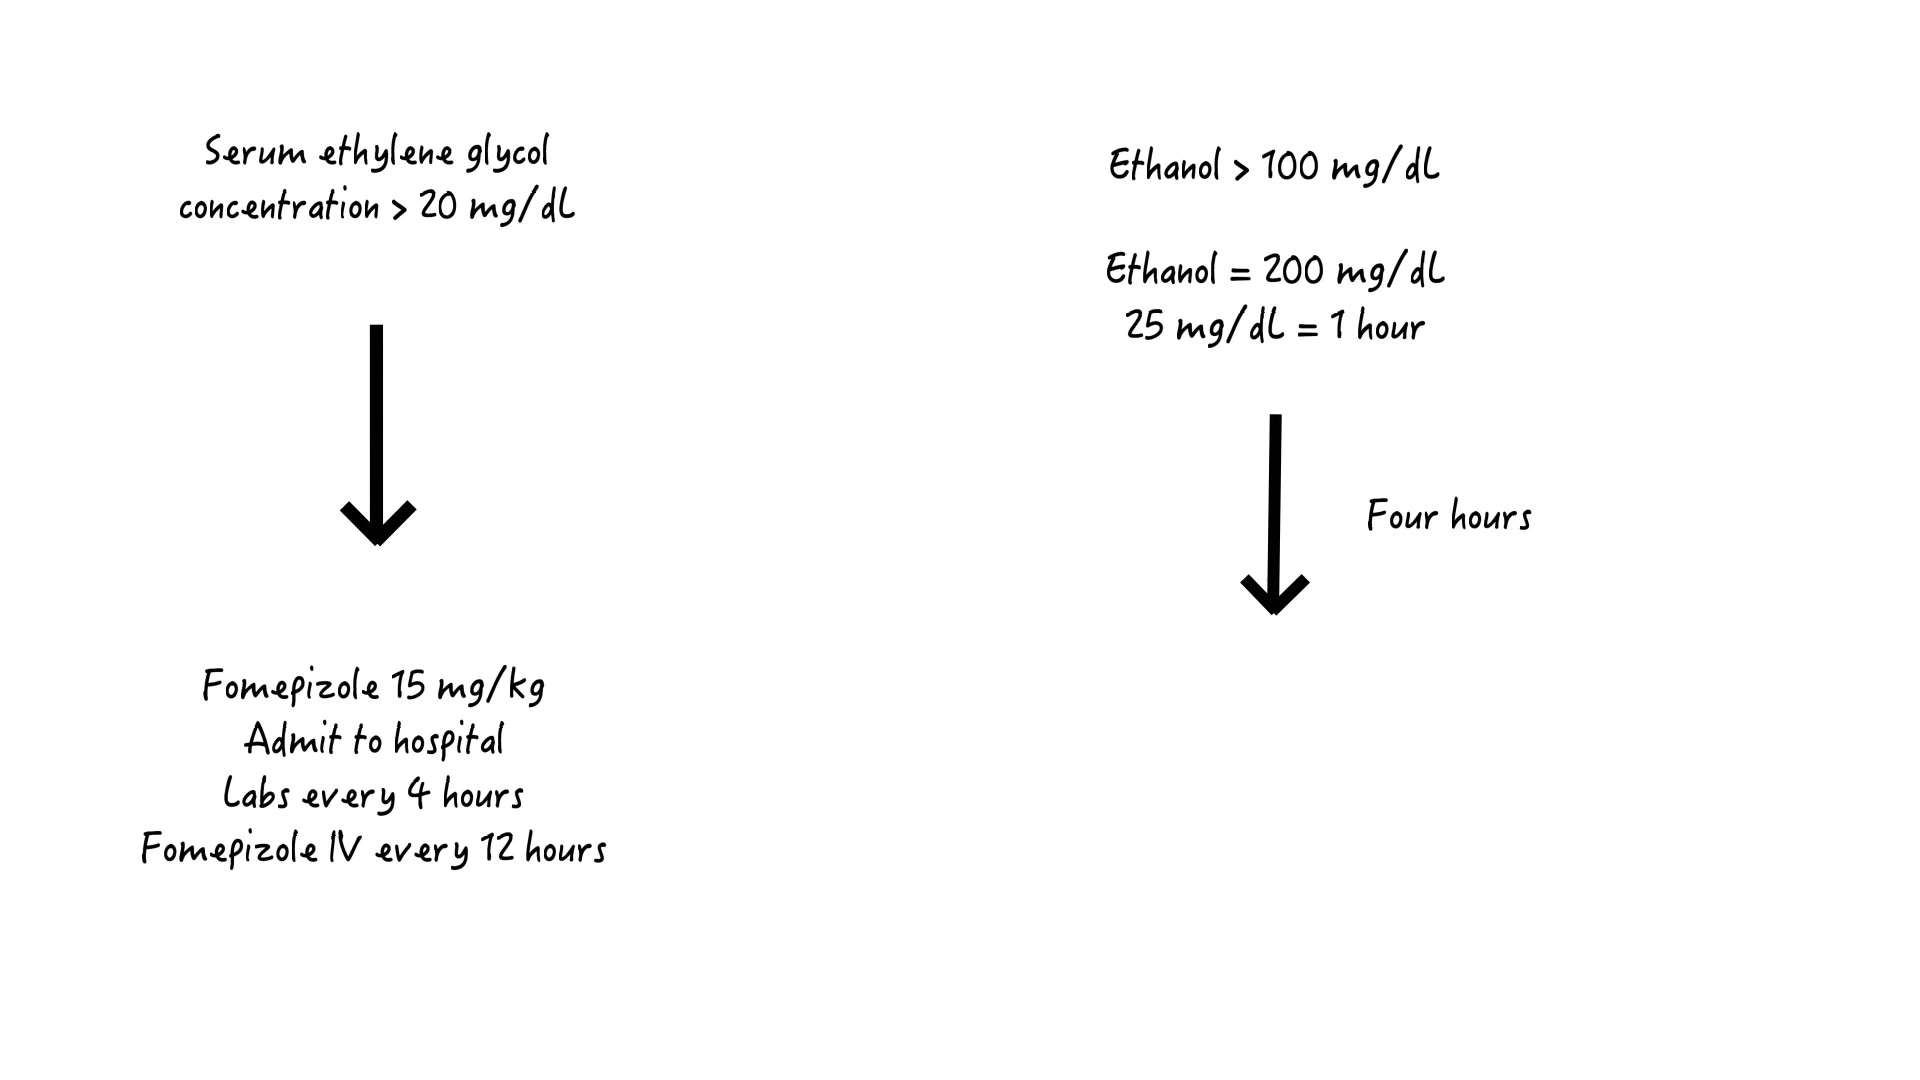 Serum ethylene glycol
concentration > 20 mg/dL
Fomepizole 15 mg/kg
Admit to hospital
Labs every 4 hours
Fomepizole IV every 12 hours
Ethanol > 100 mg/dL
Ethanol = 200 mg/dL
25 mg/dL = 1 hour
Four hours